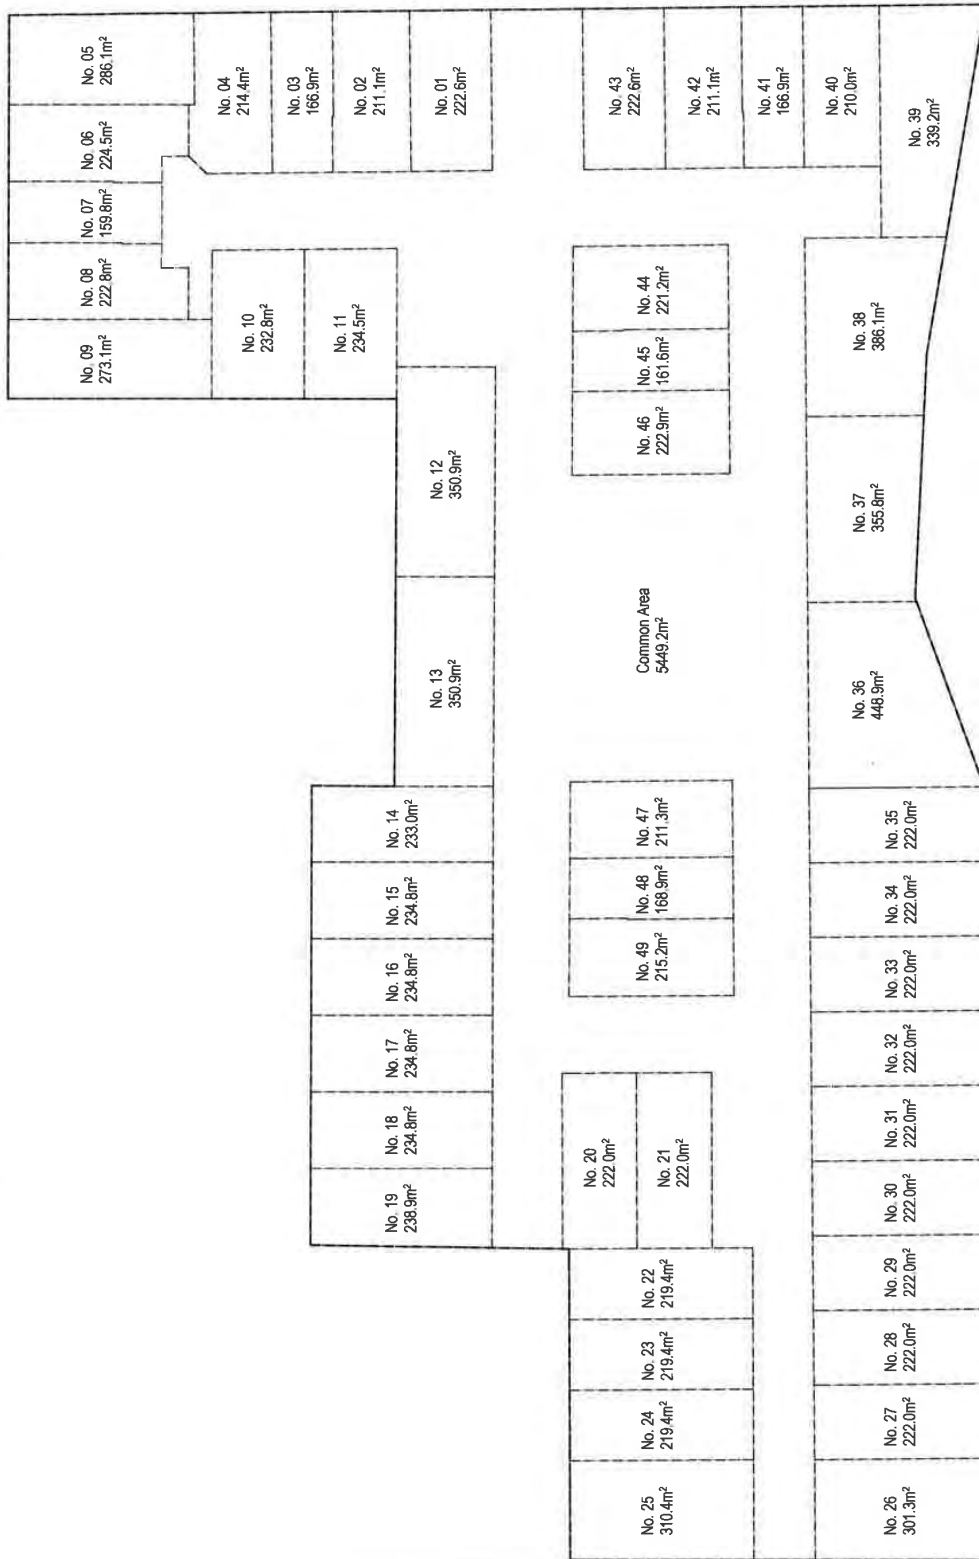 No. 01
222.6m²
No. 02
211.1m²
No. 03
166.9m²
No. 04
214.4m²
No. 05
286.1m²
No. 06
224.5m²
No. 07
159.8m²
No. 08
222.8m²
No. 09
273.1m²
No. 10
232.8m²
No. 11
234.5m²
No. 12
350.9m²
No. 13
350.9m²
No. 14
233.0m²
No. 15
234.8m²
No. 16
234.8m²
No. 17
234.8m²
No. 18
234.8m²
No. 19
238.9m²
No. 20
222.0m²
No. 21
222.0m²
No. 22
219.4m²
No. 23
219.4m²
No. 24
219.4m²
No. 25
310.4m²
No. 26
301.3m²
No. 27
222.0m²
No. 28
222.0m²
No. 29
222.0m²
No. 30
222.0m²
No. 31
222.0m²
No. 32
222.0m²
No. 33
222.0m²
No. 34
222.0m²
No. 35
222.0m²
No. 36
448.9m²
No. 37
355.8m²
No. 38
386.1m²
No. 39
339.2m²
No. 40
210.0m²
No. 41
166.9m²
No. 42
211.1m²
No. 43
222.6m²
No. 44
221.2m²
No. 45
161.6m²
No. 46
222.9m²
Common Area
5449.2m²
No. 47
211.3m²
No. 48
168.9m²
No. 49
215.2m²